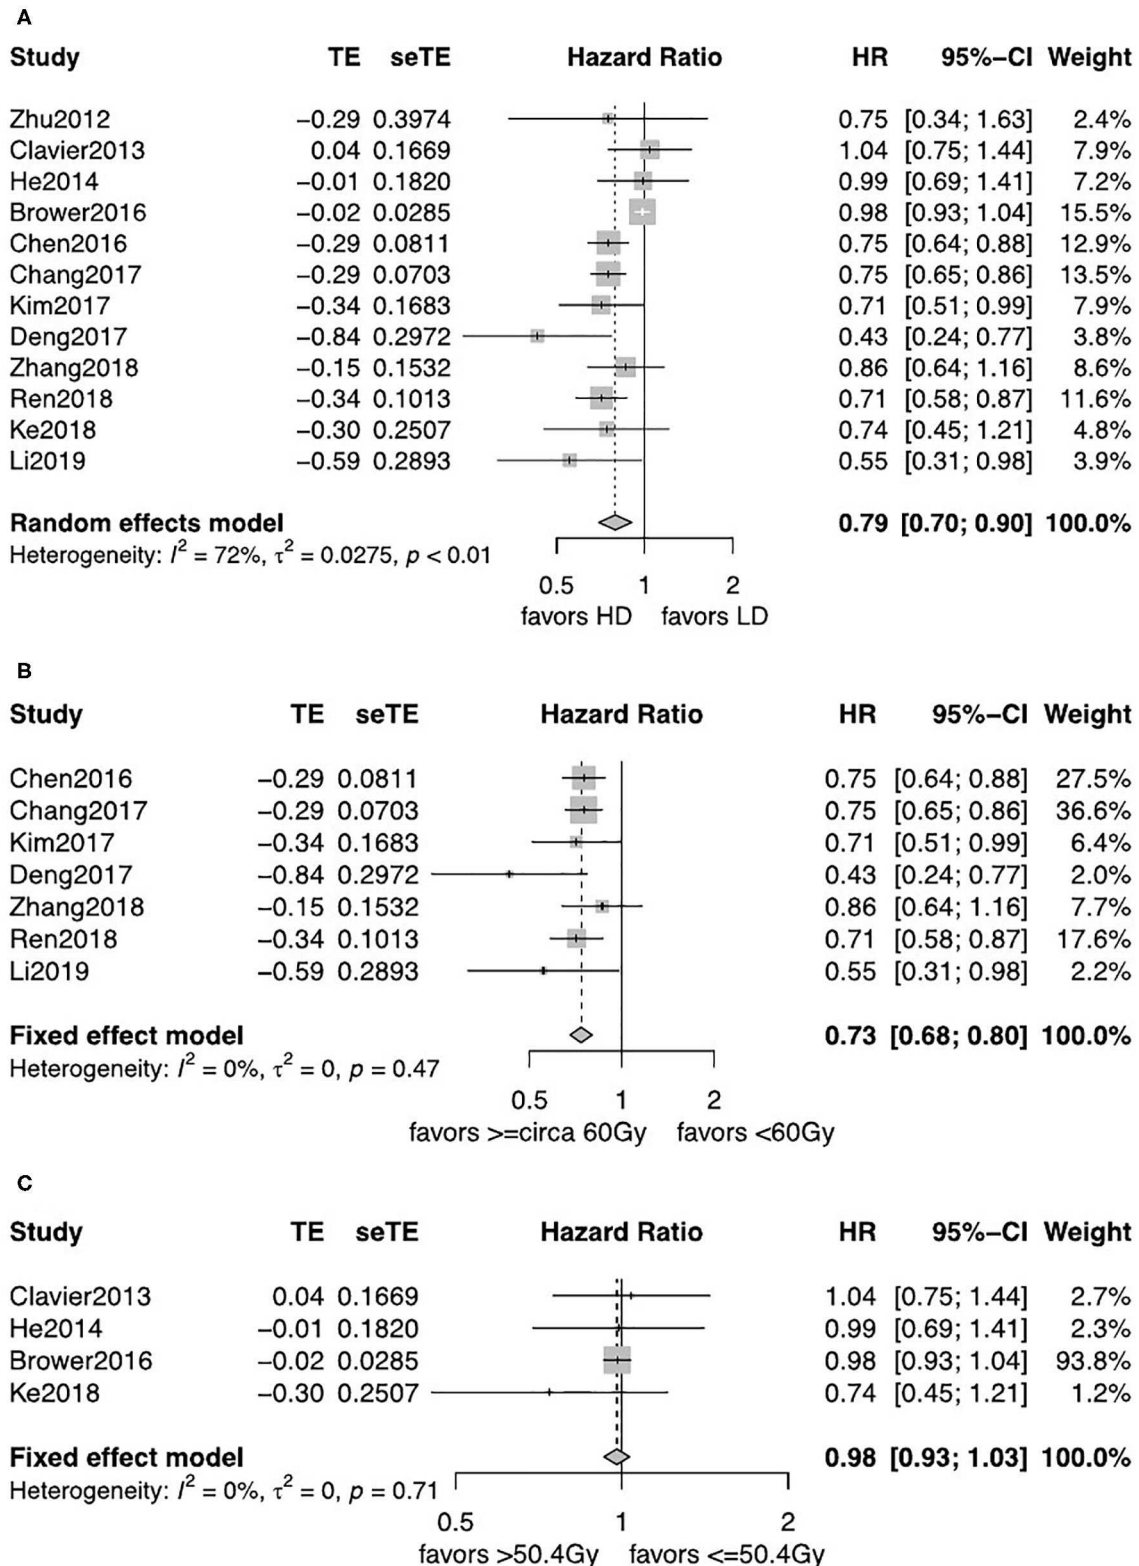 A
Study TE seTE Hazard Ratio HR 95%−CI Weight
Zhu2012 −0.29 0.3974 0.75 [0.34; 1.63] 2.4%
Clavier2013 0.04 0.1669 1.04 [0.75; 1.44] 7.9%
He2014 −0.01 0.1820 0.99 [0.69; 1.41] 7.2%
Brower2016 −0.02 0.0285 0.98 [0.93; 1.04] 15.5%
Chen2016 −0.29 0.0811 0.75 [0.64; 0.88] 12.9%
Chang2017 −0.29 0.0703 0.75 [0.65; 0.86] 13.5%
Kim2017 −0.34 0.1683 0.71 [0.51; 0.99] 7.9%
Deng2017 −0.84 0.2972 0.43 [0.24; 0.77] 3.8%
Zhang2018 −0.15 0.1532 0.86 [0.64; 1.16] 8.6%
Ren2018 −0.34 0.1013 0.71 [0.58; 0.87] 11.6%
Ke2018 −0.30 0.2507 0.74 [0.45; 1.21] 4.8%
Li2019 −0.59 0.2893 0.55 [0.31; 0.98] 3.9%
Random effects model 0.79 [0.70; 0.90] 100.0%
Heterogeneity: I² = 72%, τ² = 0.0275, p < 0.01
0.5 1 2
favors HD favors LD
B
Study TE seTE Hazard Ratio HR 95%−CI Weight
Chen2016 −0.29 0.0811 0.75 [0.64; 0.88] 27.5%
Chang2017 −0.29 0.0703 0.75 [0.65; 0.86] 36.6%
Kim2017 −0.34 0.1683 0.71 [0.51; 0.99] 6.4%
Deng2017 −0.84 0.2972 0.43 [0.24; 0.77] 2.0%
Zhang2018 −0.15 0.1532 0.86 [0.64; 1.16] 7.7%
Ren2018 −0.34 0.1013 0.71 [0.58; 0.87] 17.6%
Li2019 −0.59 0.2893 0.55 [0.31; 0.98] 2.2%
Fixed effect model 0.73 [0.68; 0.80] 100.0%
Heterogeneity: I² = 0%, τ² = 0, p = 0.47
0.5 1 2
favors >=circa 60Gy favors <60Gy
C
Study TE seTE Hazard Ratio HR 95%−CI Weight
Clavier2013 0.04 0.1669 1.04 [0.75; 1.44] 2.7%
He2014 −0.01 0.1820 0.99 [0.69; 1.41] 2.3%
Brower2016 −0.02 0.0285 0.98 [0.93; 1.04] 93.8%
Ke2018 −0.30 0.2507 0.74 [0.45; 1.21] 1.2%
Fixed effect model 0.98 [0.93; 1.03] 100.0%
Heterogeneity: I² = 0%, τ² = 0, p = 0.71
0.5 1 2
favors >50.4Gy favors <=50.4Gy